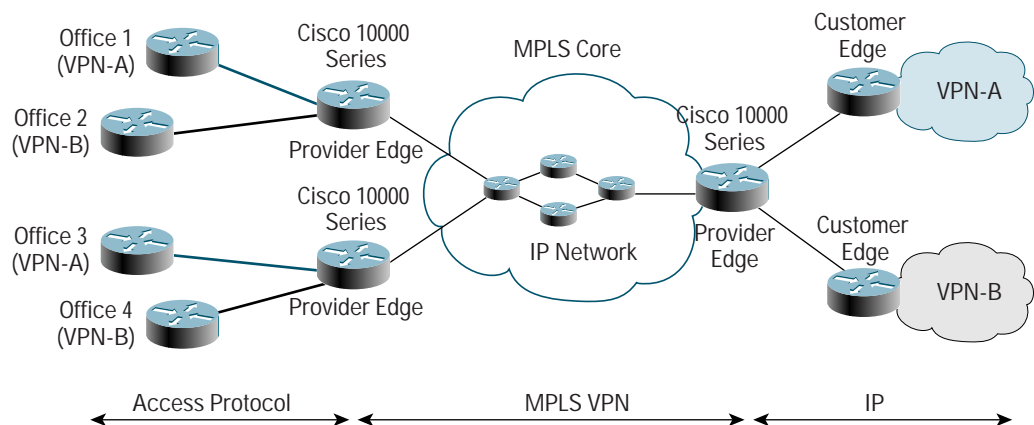 Office 1
(VPN-A)
Cisco 10000
Series
MPLS Core
Customer
Edge
VPN-A
Office 2
(VPN-B)
Provider Edge
Cisco 10000
Series
Cisco 10000
Series
IP Network
Provider
Edge
Customer
Edge
Office 3
(VPN-A)
Provider Edge
Office 4
(VPN-B)
VPN-B
Access Protocol
MPLS VPN
IP